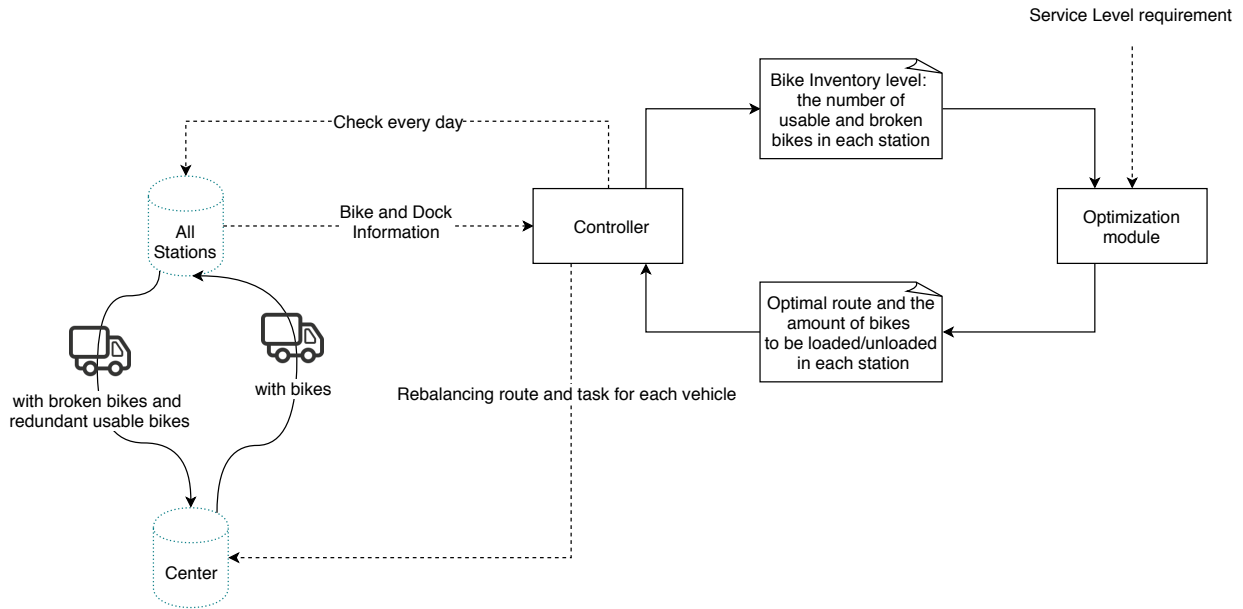 Service Level requirement
Bike Inventory level:
the number of
usable and broken
bikes in each station
Check every day
All
Stations
Bike and Dock
Information
Controller
Optimization
module
Optimal route and the
amount of bikes
to be loaded/unloaded
in each station
with broken bikes and
redundant usable bikes
with bikes
Rebalancing route and task for each vehicle
Center